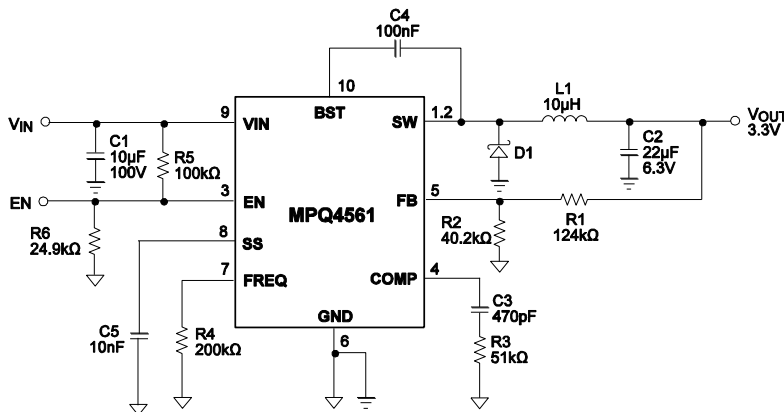 C4
100nF
10
BST
L1
10µH
VIN
9
VIN
SW
1.2
VOUT
3.3V
C1
10µF
100V
R5
100kΩ
D1
C2
22µF
6.3V
EN
3
EN
MPQ4561
FB
5
R1
124kΩ
R2
40.2kΩ
R6
24.9kΩ
8
SS
7
FREQ
COMP
4
C3
470pF
GND
6
C5
10nF
R4
200kΩ
R3
51kΩ